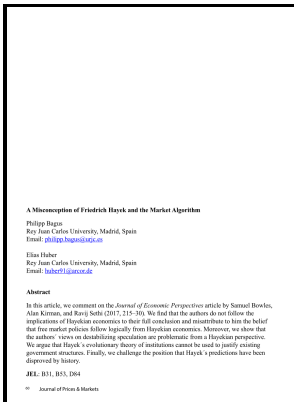 A Misconception of Friedrich Hayek and the Market Algorithm
Philipp Bagus
Rey Juan Carlos University, Madrid, Spain
Email: philipp.bagus@urjc.es
Elias Huber
Rey Juan Carlos University, Madrid, Spain
Email: huber91@arcor.de
Abstract
In this article, we comment on the Journal of Economic Perspectives article by Samuel Bowles,
Alan Kirman, and Ravij Sethi (2017, 215–30). We find that the authors do not follow the
implications of Hayekian economics to their full conclusion and misattribute to him the belief
that free market policies follow logically from Hayekian economics. Moreover, we show that
the authors´ views on destabilizing speculation are problematic from a Hayekian perspective.
We argue that Hayek´s evolutionary theory of institutions cannot be used to justify existing
government structures. Finally, we challenge the position that Hayek´s predictions have been
disproved by history.
JEL: B31, B53, D84
Journal of Prices & Markets